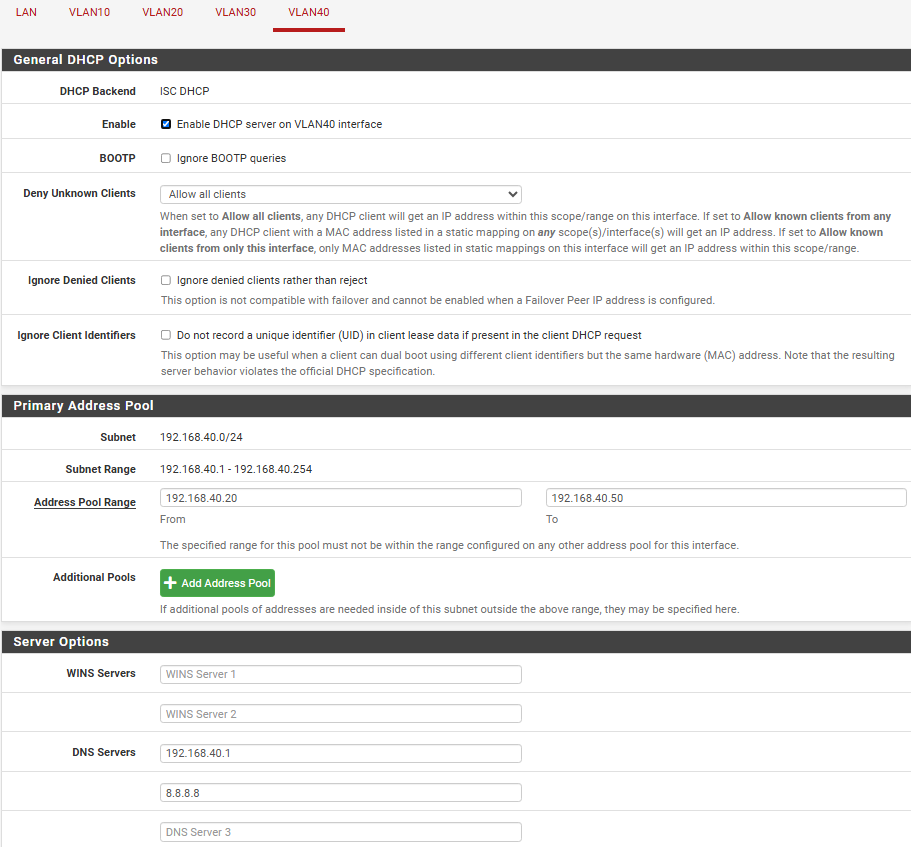 LAN VLAN10 VLAN20 VLAN30 VLAN40
General DHCP Options
DHCP Backend ISC DHCP
Enable Enable DHCP server on VLAN40 interface
BOOTP Ignore BOOTP queries
Deny Unknown Clients Allow all clients
When set to Allow all clients, any DHCP client will get an IP address within this scope/range on this interface. If set to Allow known clients from any
interface, any DHCP client with a MAC address listed in a static mapping on any scope(s)/interface(s) will get an IP address. If set to Allow known
clients from only this interface, only MAC addresses listed in static mappings on this interface will get an IP address within this scope/range.
Ignore Denied Clients Ignore denied clients rather than reject
This option is not compatible with failover and cannot be enabled when a Failover Peer IP address is configured.
Ignore Client Identifiers Do not record a unique identifier (UID) in client lease data if present in the client DHCP request
This option may be useful when a client can dual boot using different client identifiers but the same hardware (MAC) address. Note that the resulting
server behavior violates the official DHCP specification.
Primary Address Pool
Subnet 192.168.40.0/24
Subnet Range 192.168.40.1 - 192.168.40.254
Address Pool Range 192.168.40.20 192.168.40.50
From To
The specified range for this pool must not be within the range configured on any other address pool for this interface.
Additional Pools Add Address Pool
If additional pools of addresses are needed inside of this subnet outside the above range, they may be specified here.
Server Options
WINS Servers WINS Server 1
WINS Server 2
DNS Servers 192.168.40.1
8.8.8.8
DNS Server 3